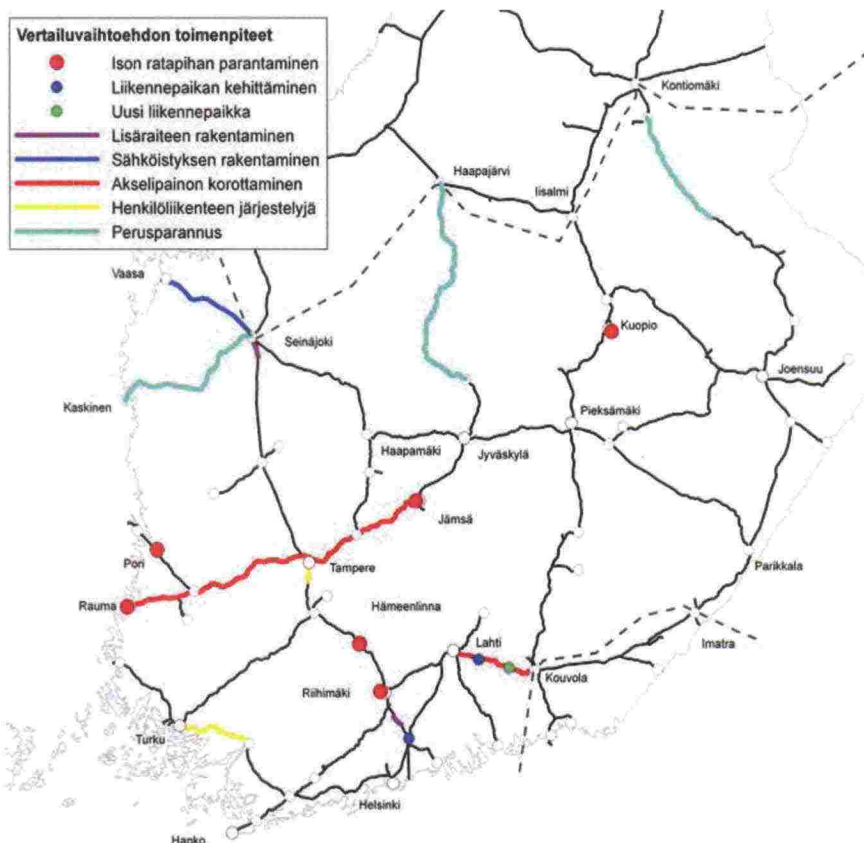 Vertailuvaihtoehdon toimenpiteet
Ison ratapihan parantaminen
Liikennepaikan kehittäminen
Uusi liikennepaikka
Lisäraiteen rakentaminen
Sähköistyksen rakentaminen
Akselipainon korottaminen
Henkilöliikenteen järjestelyjä
Perusparannus
Kontiomäki
Haapajärvi
Iisalmi
Vaasa
Kuopio
Seinäjoki
Joensuu
Kaskinen
Pieksämäki
Haapamäki
Jyväskylä
Jämsä
Pori
Tampere
Parikkala
Rauma
Hämeenlinna
Lahti
Imatra
Kouvola
Riihimäki
Turku
Helsinki
Hanko